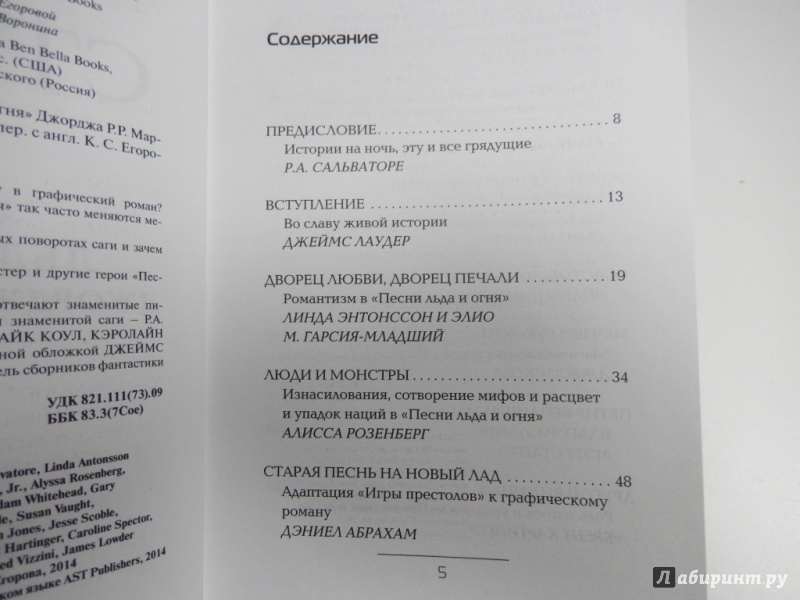 Егоровой
Воронина
Ben Bella Books,
с. (США)
ского (Россия)
гня» Джорджа Р.Р. Мар-
пер. с англ. К. С. Егоро-
в графический роман?
» так часто меняются ме-
ых поворотах саги и зачем
стер и другие герои «Пес-
отвечают знаменитые пи-
знаменитой саги – Р.А.
АЙК КОУЛ, КЭРОЛАЙН
ной обложкой ДЖЕЙМС
ель сборников фантастики
УДК 821.111(73).09
ББК 83.3(7Сое)
vatore, Linda Antonsson
, Jr., Alyssa Rosenberg,
dam Whitehead, Gary
le, Susan Vaught,
n Jones, Jesse Scoble,
Hartinger, Caroline Spector,
ed Vizzini, James Lowder
Егорова, 2014
ком языке AST Publishers, 2014
Содержание
ПРЕДИСЛОВИЕ 8
Истории на ночь, эту и все грядущие
Р.А. САЛЬВАТОРЕ
ВСТУПЛЕНИЕ 13
Во славу живой истории
ДЖЕЙМС ЛАУДЕР
ДВОРЕЦ ЛЮБВИ, ДВОРЕЦ ПЕЧАЛИ 19
Романтизм в «Песни льда и огня»
ЛИНДА ЭНТОНССОН И ЭЛИО
М. ГАРСИЯ-МЛАДШИЙ
ЛЮДИ И МОНСТРЫ 34
Изнасилования, сотворение мифов и расцвет
и упадок наций в «Песни льда и огня»
АЛИССА РОЗЕНБЕРГ
СТАРАЯ ПЕСНЬ НА НОВЫЙ ЛАД 48
Адаптация «Игры престолов» к графическому
роману
ДЭНИЕЛ АБРАХАМ
5
Лабиринт.ру